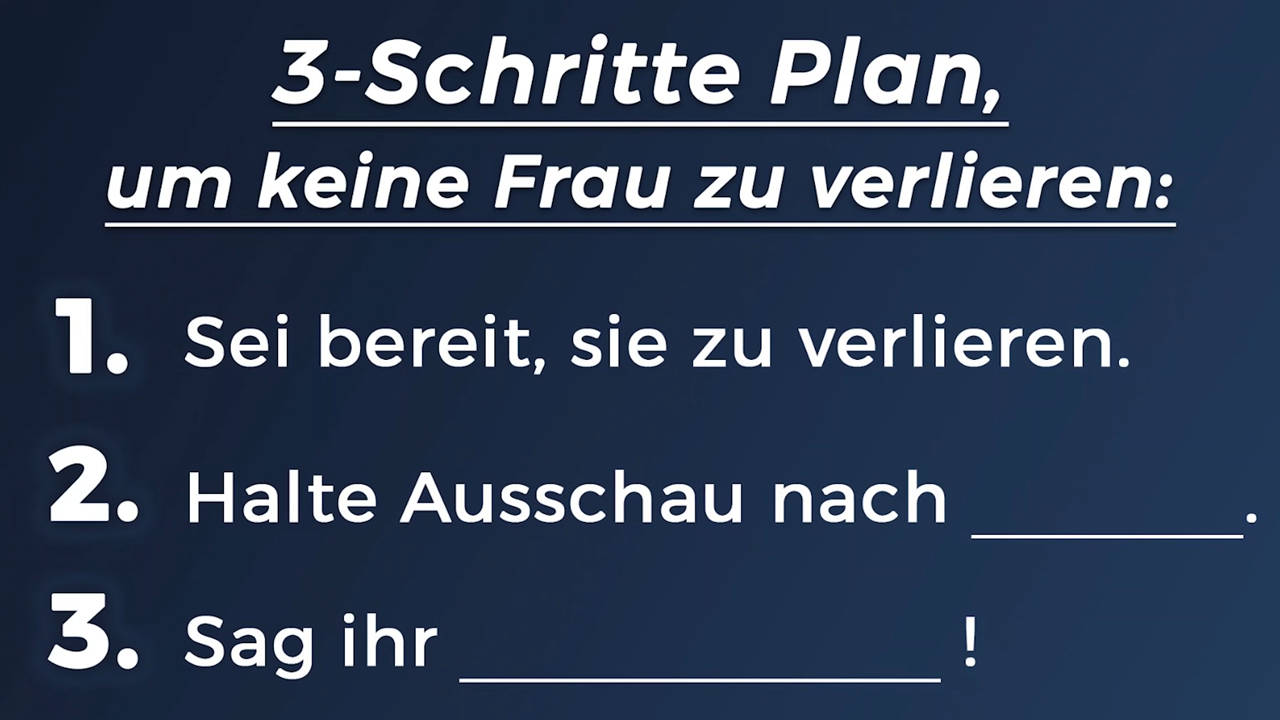 3-Schritte Plan,
um keine Frau zu verlieren:
1. Sei bereit, sie zu verlieren.
2. Halte Ausschau nach ________.
3. Sag ihr ______________ !